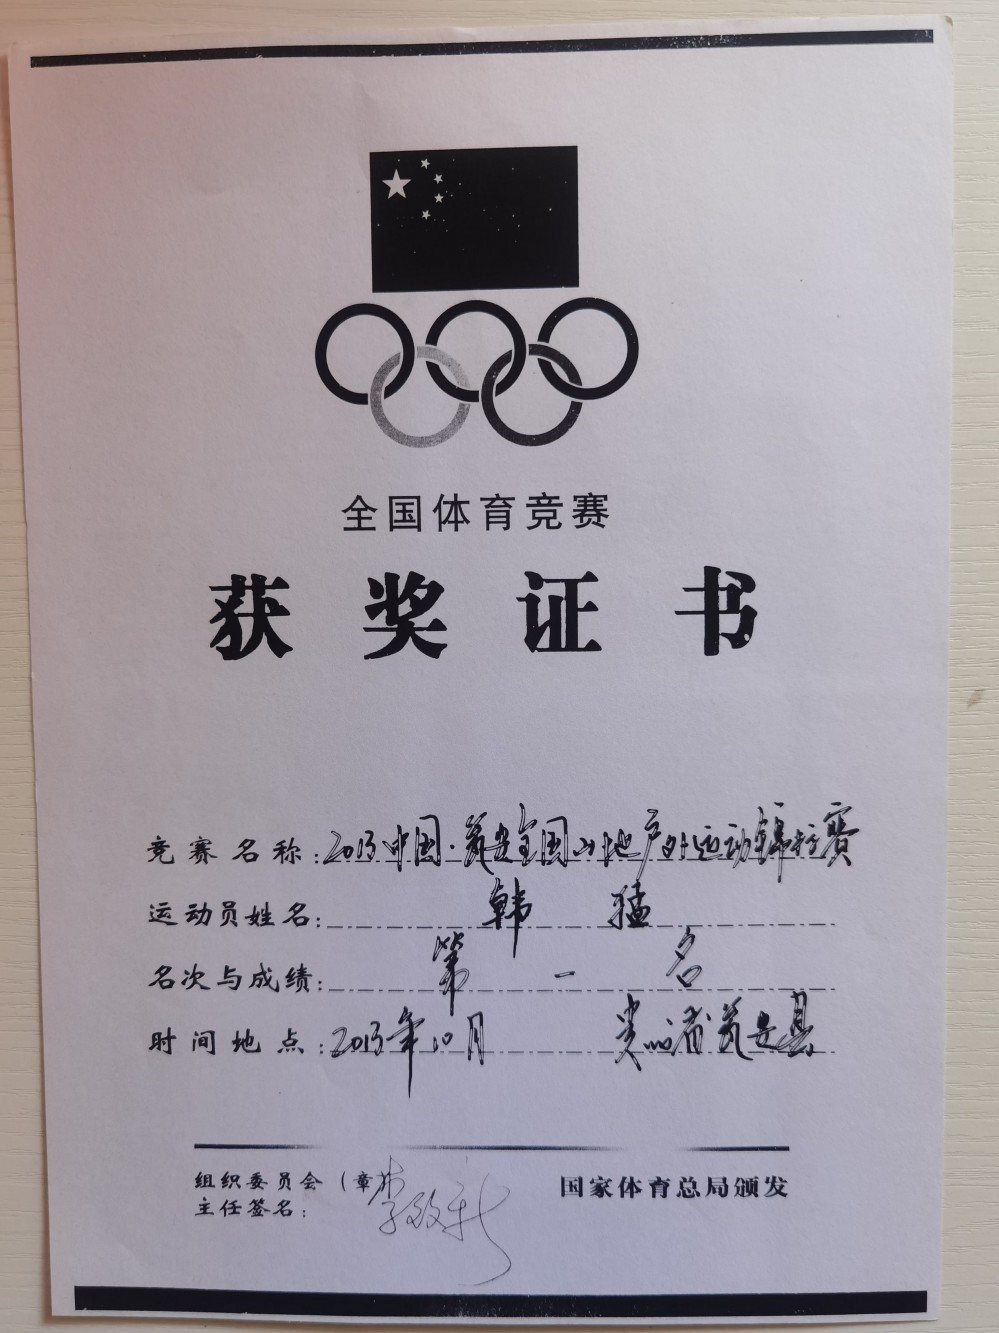 全国体育竞赛
获奖证书
竞赛名称:2013中国·瓮安全国山地户外运动锦标赛
运动员姓名:韩猛
名次与成绩:第一名
时间地点:2013年10月 贵州省瓮安县
组织委员会(章)
主任签名: 李致新
国家体育总局颁发